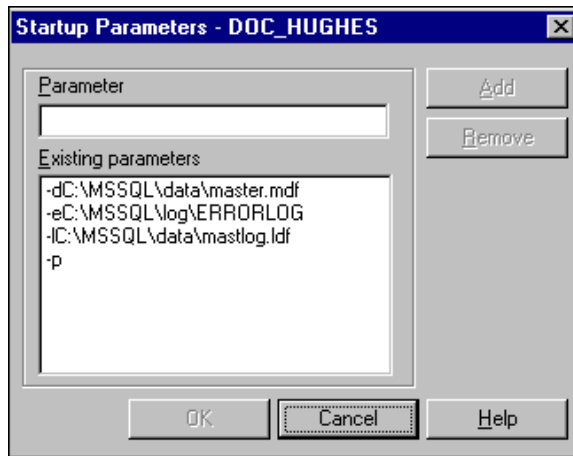 Startup Parameters - DOC_HUGHES
Parameter
Add
Remove
Existing parameters
-dC:\MSSQL\data\master.mdf
-eC:\MSSQL\log\ERRORLOG
-lC:\MSSQL\data\mastlog.ldf
-p
OK
Cancel
Help